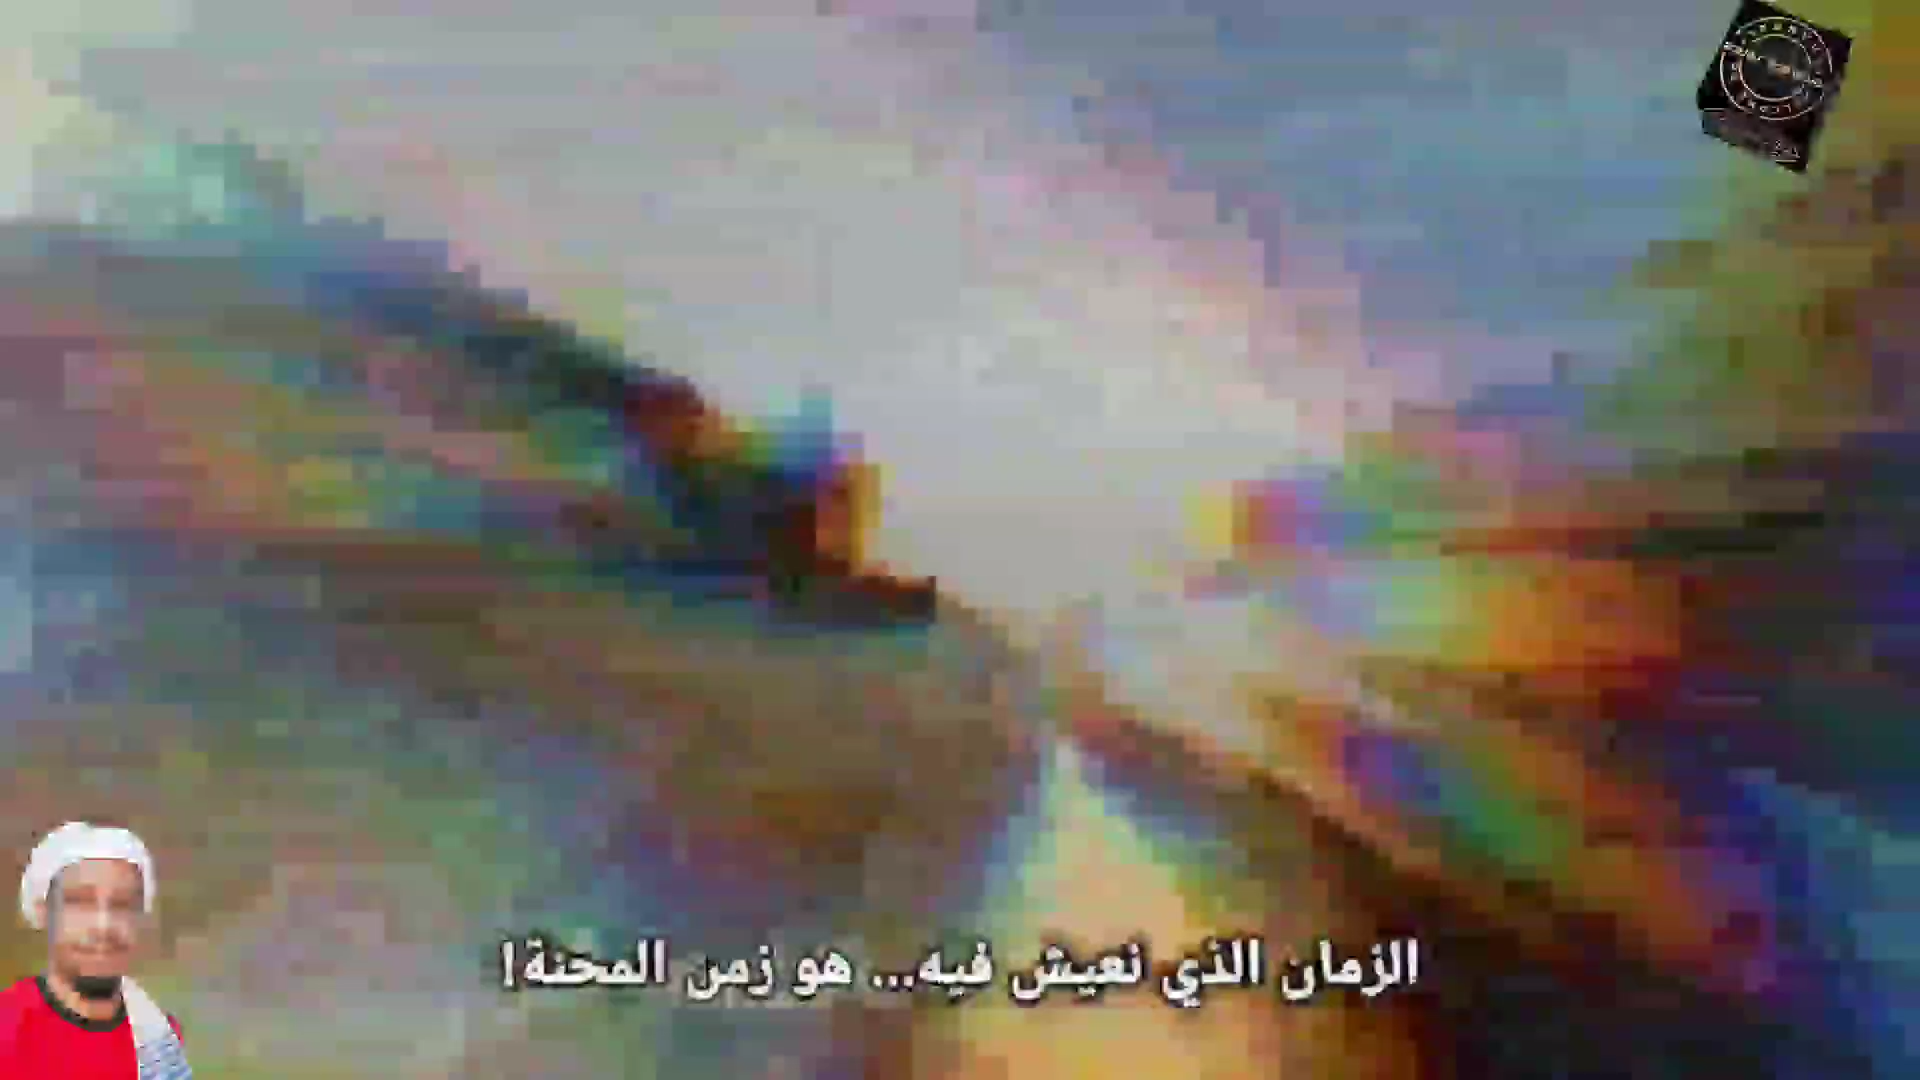 الزمان الذي نعيش فيه... هو زمن المحنة!